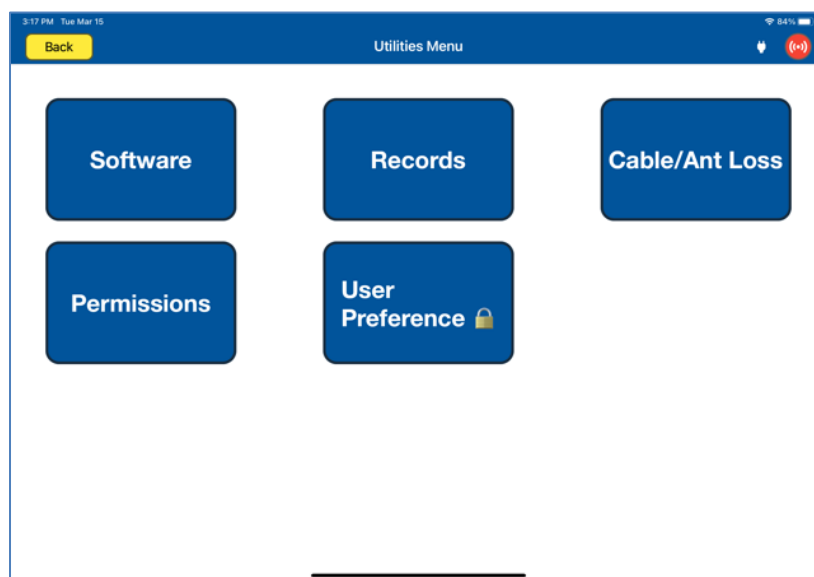 3:17 PM Tue Mar 15
84%
Back
Utilities Menu
Software
Records
Cable/Ant Loss
Permissions
User
Preference